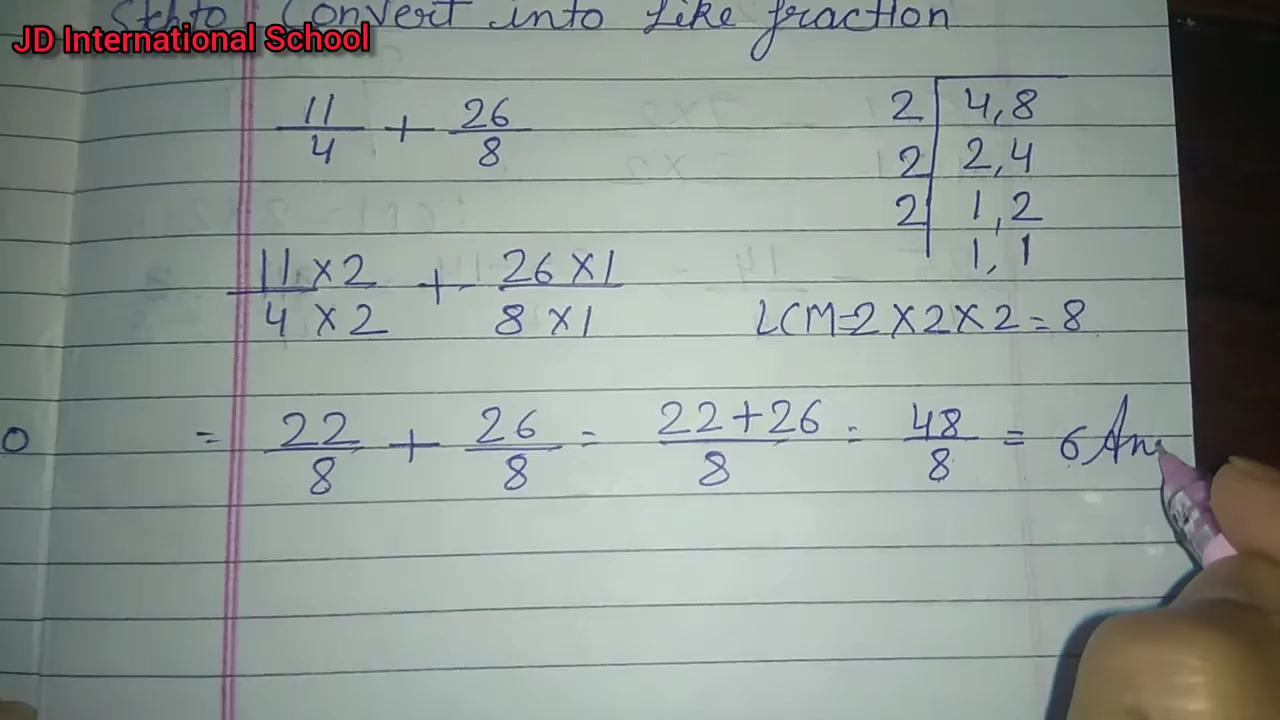 Convert into Like fraction
JD International School
11/4 + 26/8
2 | 4,8
2 | 2,4
2 | 1,2
1,1
11×2/4×2 + 26×1/8×1
LCM=2×2×2=8
0 = 22/8 + 26/8 = 22+26/8 = 48/8 = 6 Ans